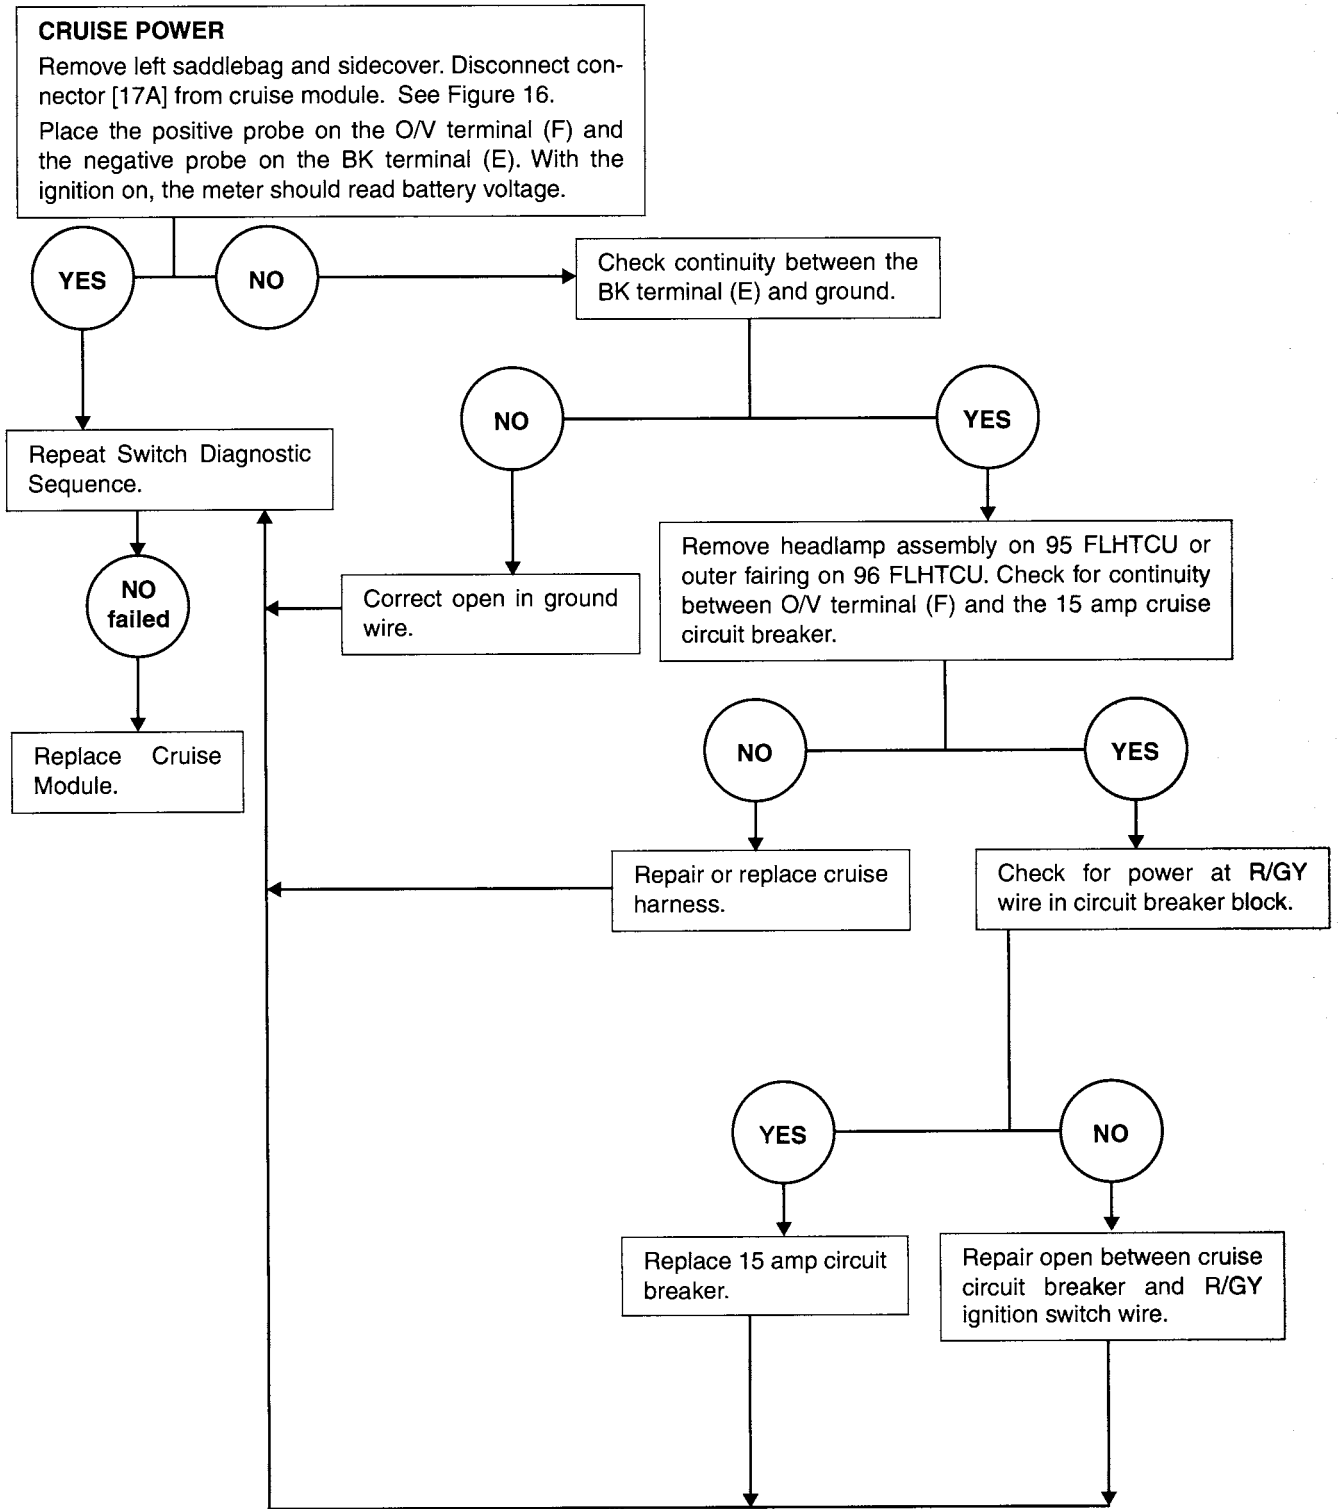 CRUISE POWER
Remove left saddlebag and sidecover. Disconnect con-
nector [17A] from cruise module. See Figure 16.
Place the positive probe on the O/V terminal (F) and
the negative probe on the BK terminal (E). With the
ignition on, the meter should read battery voltage.
YES
NO
Check continuity between the
BK terminal (E) and ground.
NO
YES
Repeat Switch Diagnostic
Sequence.
Remove headlamp assembly on 95 FLHTCU or
outer fairing on 96 FLHTCU. Check for continuity
between O/V terminal (F) and the 15 amp cruise
circuit breaker.
NO
failed
Correct open in ground
wire.
Replace Cruise
Module.
NO
YES
Repair or replace cruise
harness.
Check for power at R/GY
wire in circuit breaker block.
YES
NO
Replace 15 amp circuit
breaker.
Repair open between cruise
circuit breaker and R/GY
ignition switch wire.